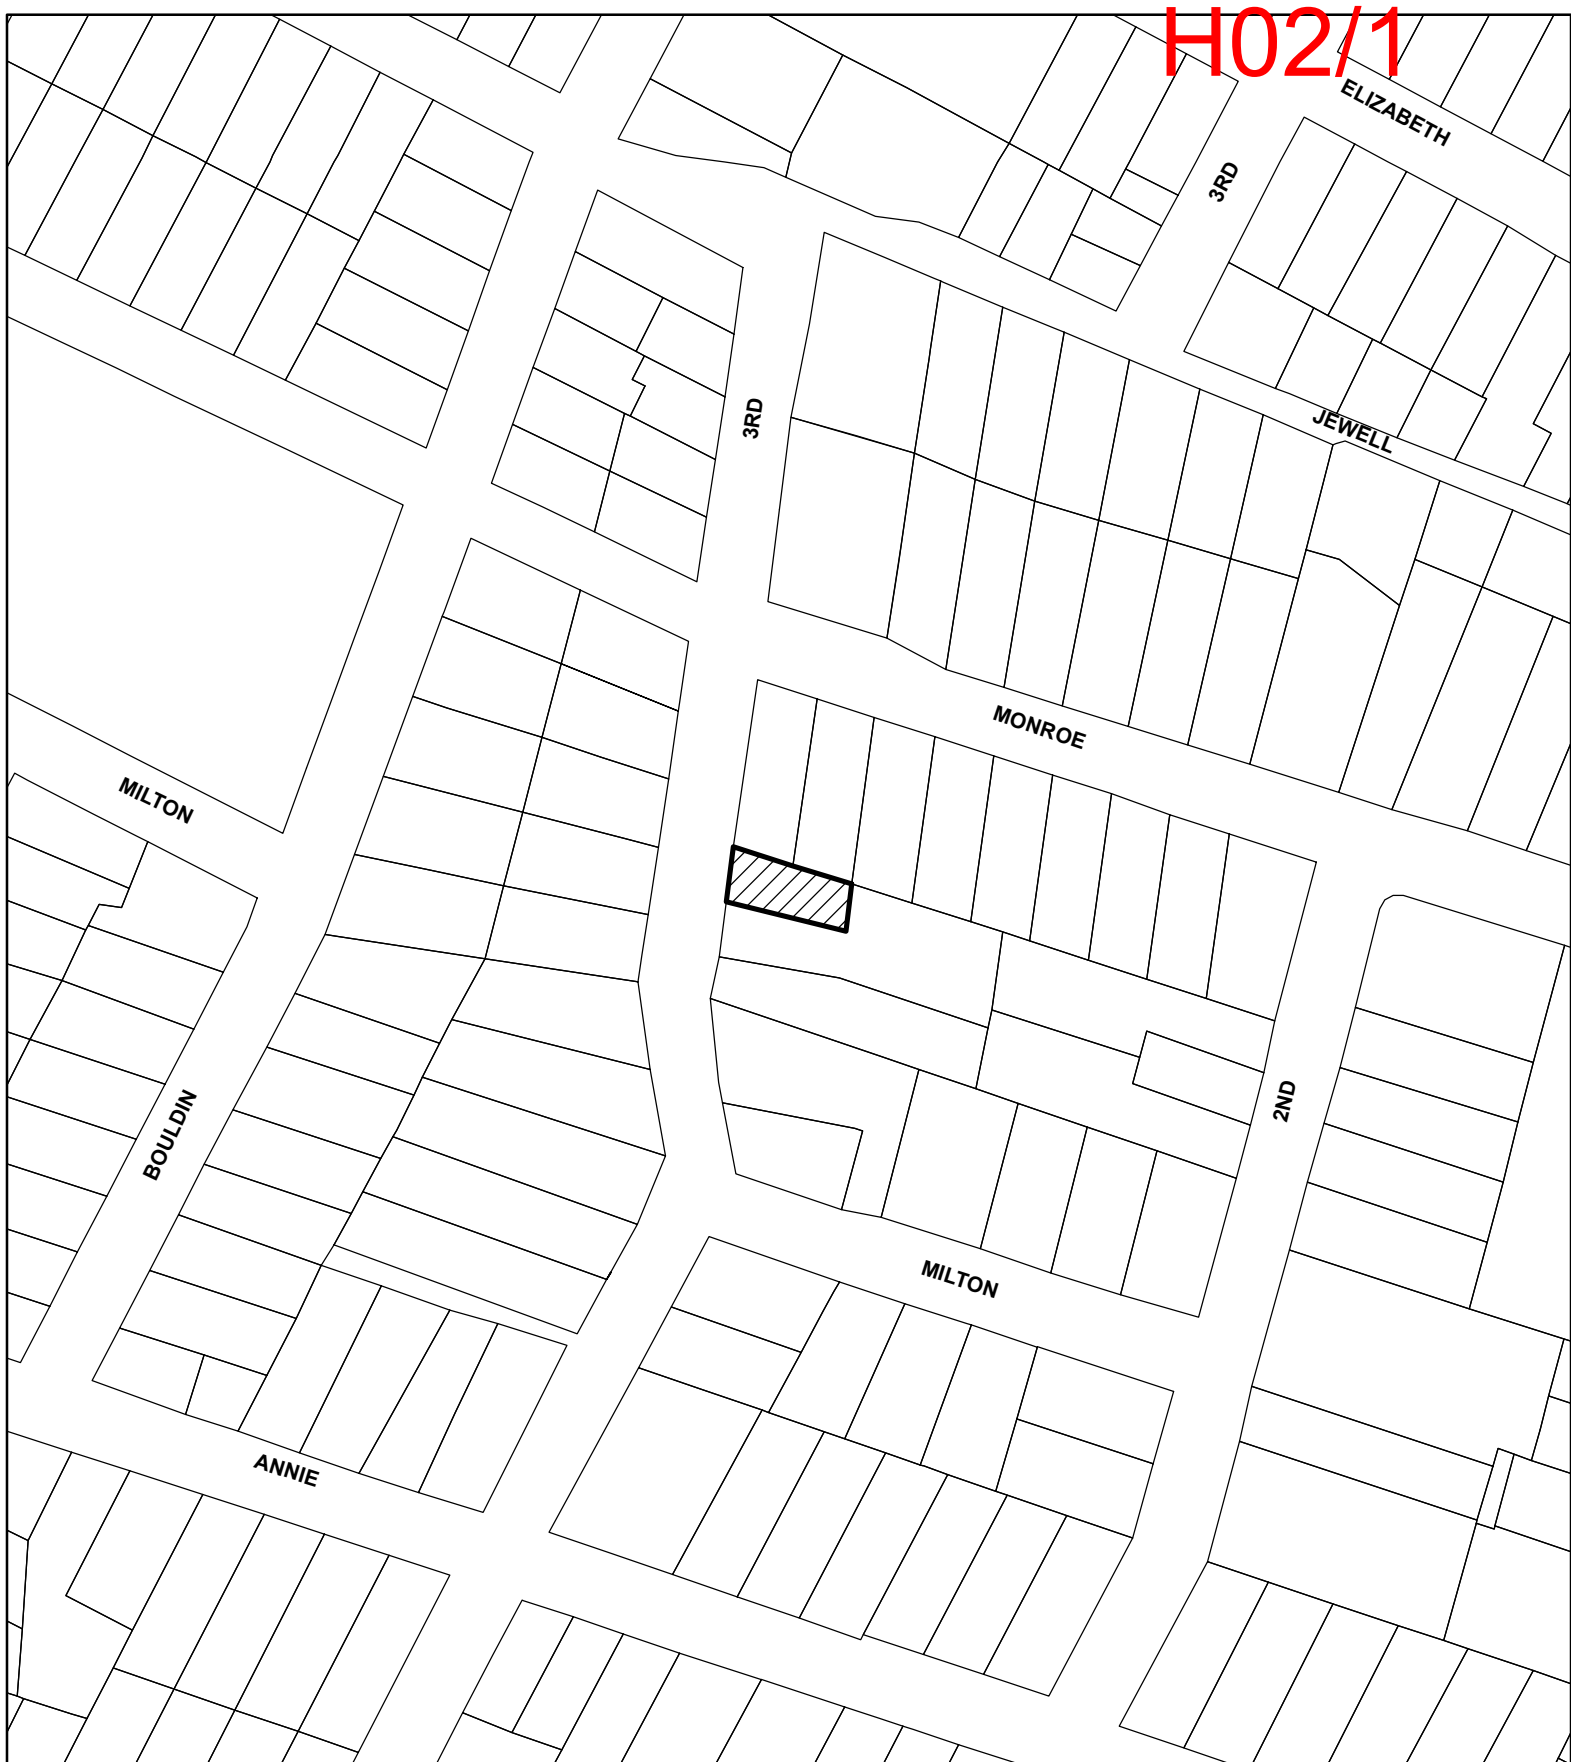 H02/1
ELIZABETH
3RD
3RD
JEWELL
MONROE
MILTON
2ND
BOULDIN
MILTON
ANNIE